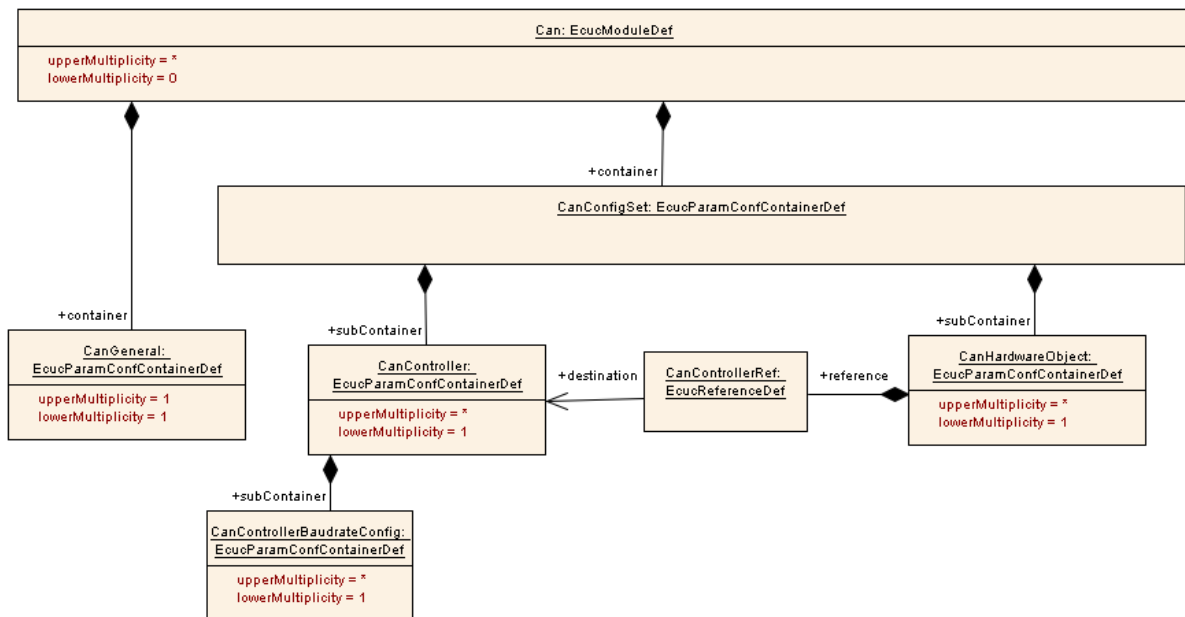 Can: EcucModuleDef
upperMultiplicity = *
lowerMultiplicity = 0
+container
CanConfigSet: EcucParamConfContainerDef
+container
CanGeneral:
EcucParamConfContainerDef
upperMultiplicity = 1
lowerMultiplicity = 1
+subContainer
CanController:
EcucParamConfContainerDef
upperMultiplicity = *
lowerMultiplicity = 1
+destination
CanControllerRef:
EcucReferenceDef
+reference
+subContainer
CanHardwareObject:
EcucParamConfContainerDef
upperMultiplicity = *
lowerMultiplicity = 1
+subContainer
CanControllerBaudrateConfig:
EcucParamConfContainerDef
upperMultiplicity = *
lowerMultiplicity = 1